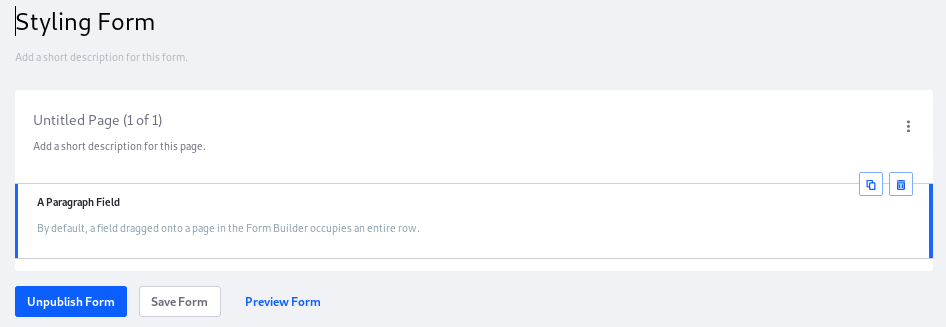 Styling Form
Add a short description for this form.
Untitled Page (1 of 1)
Add a short description for this page.
A Paragraph Field
By default, a field dragged onto a page in the Form Builder occupies an entire row.
Unpublish Form Save Form Preview Form